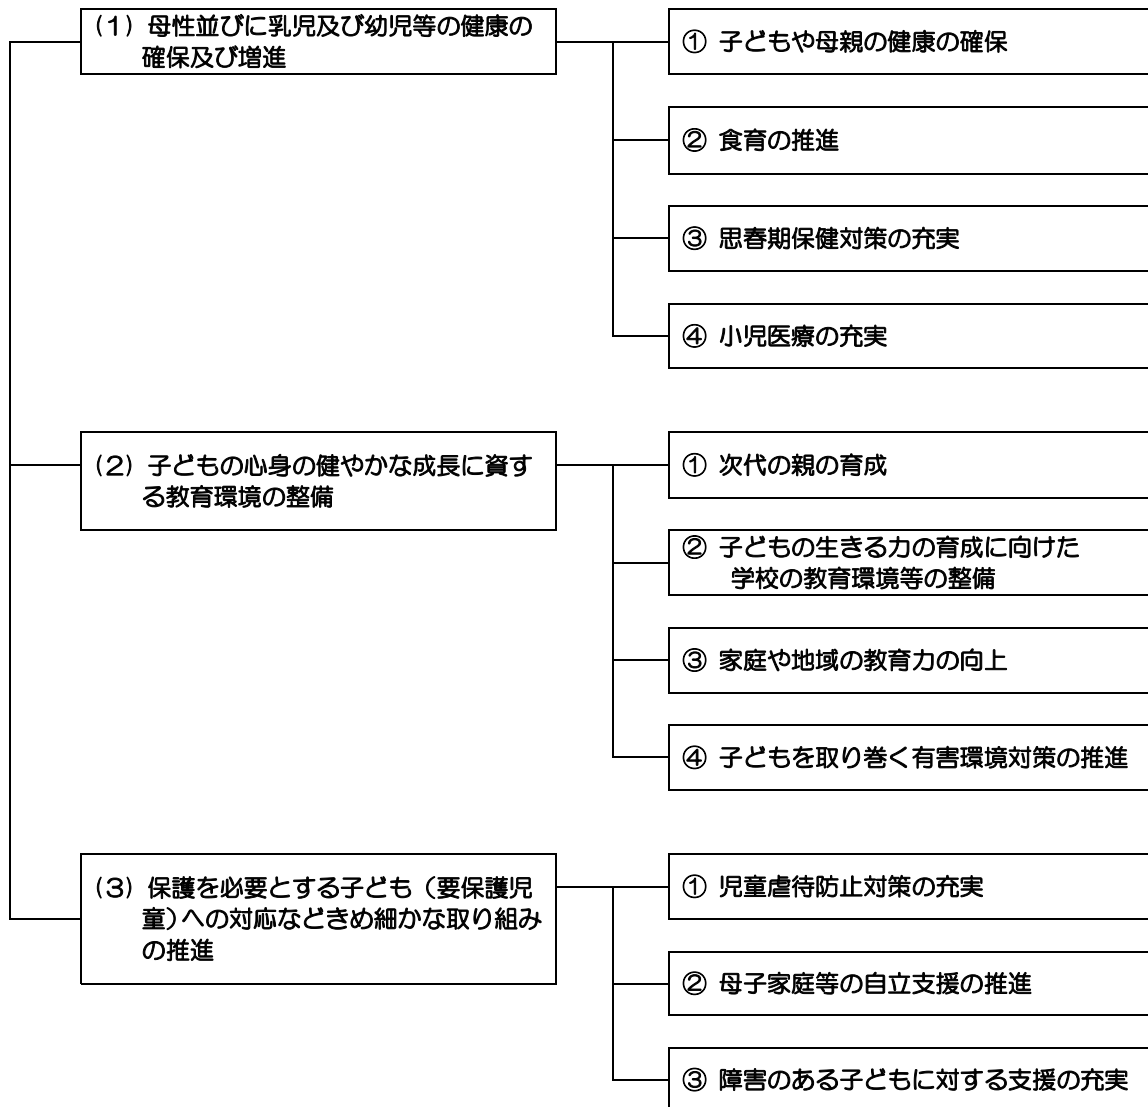 (1) 母性並びに乳児及び幼児等の健康の
確保及び増進
① 子どもや母親の健康の確保
② 食育の推進
③ 思春期保健対策の充実
④ 小児医療の充実
(2) 子どもの心身の健やかな成長に資す
る教育環境の整備
① 次代の親の育成
② 子どもの生きる力の育成に向けた
学校の教育環境等の整備
③ 家庭や地域の教育力の向上
④ 子どもを取り巻く有害環境対策の推進
(3) 保護を必要とする子ども(要保護児
童)への対応などきめ細かな取り組み
の推進
① 児童虐待防止対策の充実
② 母子家庭等の自立支援の推進
③ 障害のある子どもに対する支援の充実